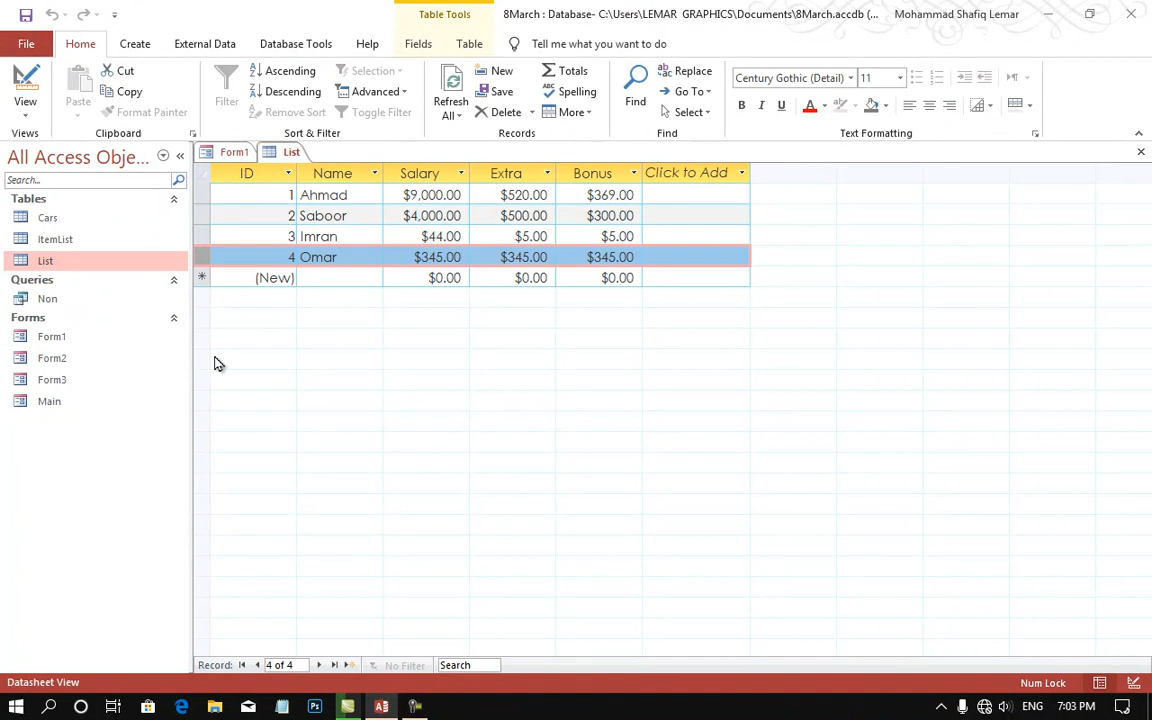 Table Tools
8March : Database- C:\Users\LEMAR GRAPHICS\Documents\8March.accdb (...
Mohammad Shafiq Lemar
File Home Create External Data Database Tools Help Fields Table Tell me what you want to do
View
Views
Paste
Cut
Copy
Format Painter
Clipboard
Filter
Ascending
Descending
Remove Sort
Selection
Advanced
Toggle Filter
Sort & Filter
Refresh
All
New
Save
Delete
Totals
Spelling
More
Records
Find
Replace
Go To
Select
Find
Century Gothic (Detail) 11
B I U A
Text Formatting
All Access Obje...
Search...
Tables
Cars
ItemList
List
Queries
Non
Forms
Form1
Form2
Form3
Main
Form1 List
ID Name Salary Extra Bonus Click to Add
1 Ahmad $9,000.00 $520.00 $369.00
2 Saboor $4,000.00 $500.00 $300.00
3 Imran $44.00 $5.00 $5.00
4 Omar $345.00 $345.00 $345.00
(New) $0.00 $0.00 $0.00
Record: 4 of 4 No Filter Search
Datasheet View Num Lock
ENG 7:03 PM